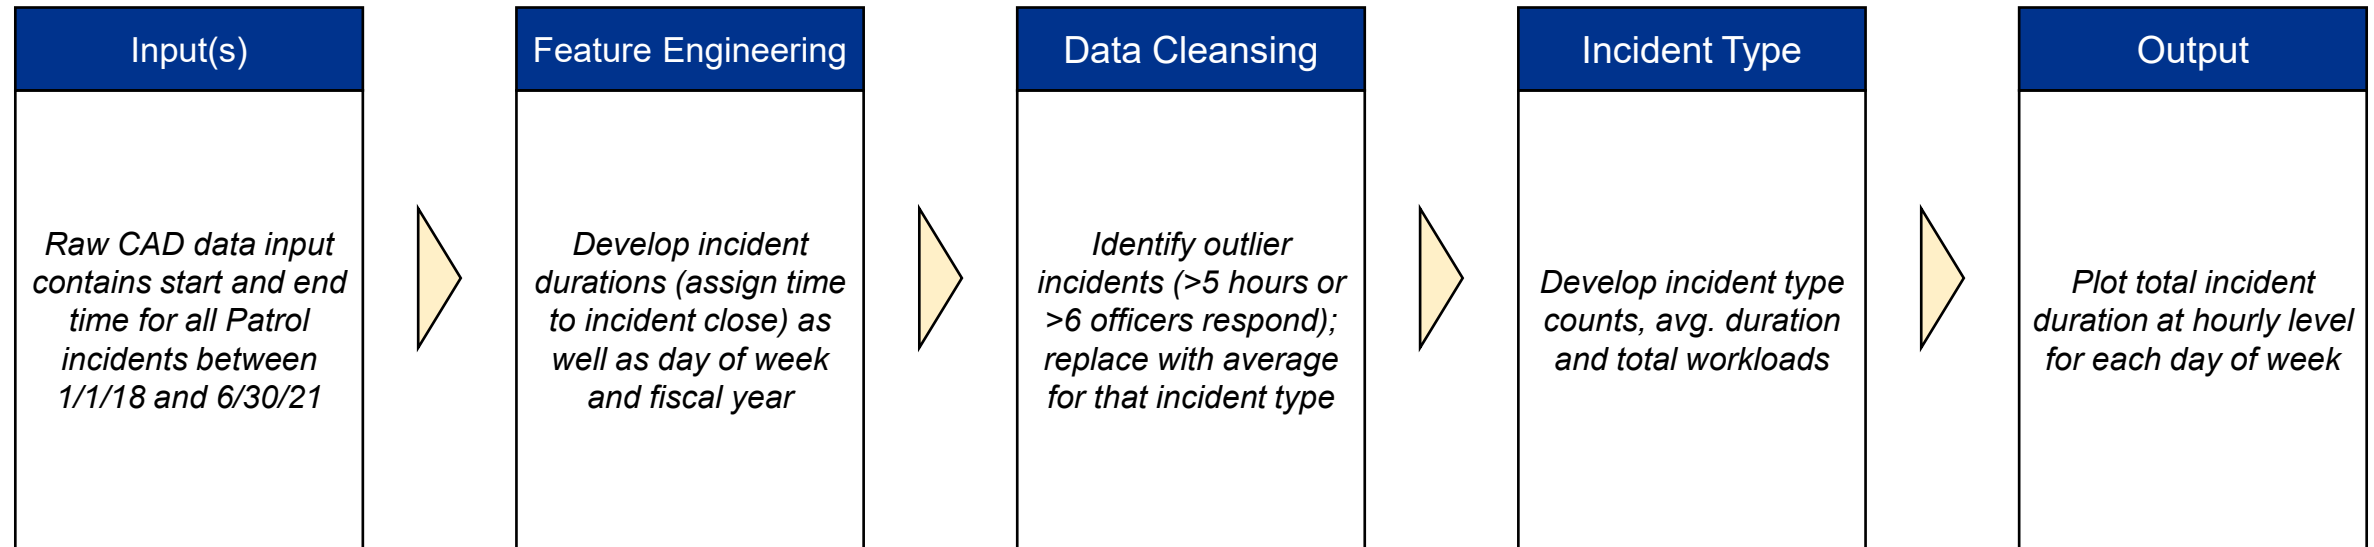 Input(s)
Raw CAD data input
contains start and end
time for all Patrol
incidents between
1/1/18 and 6/30/21
Feature Engineering
Develop incident
durations (assign time
to incident close) as
well as day of week
and fiscal year
Data Cleansing
Identify outlier
incidents (>5 hours or
>6 officers respond);
replace with average
for that incident type
Incident Type
Develop incident type
counts, avg. duration
and total workloads
Output
Plot total incident
duration at hourly level
for each day of week